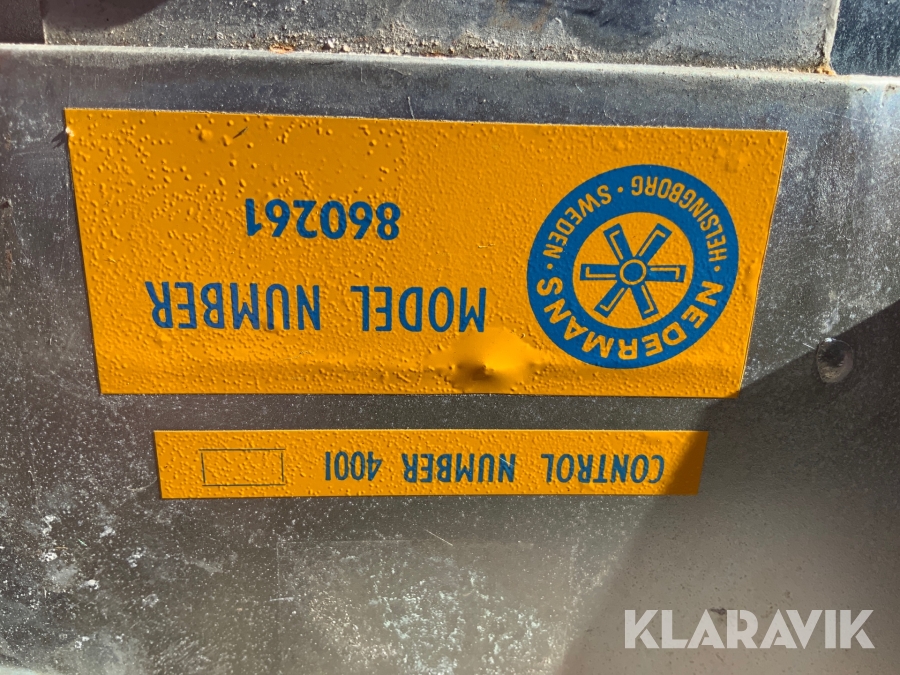 NEDERMANS · HELSINGBORG · SWEDEN ·
MODEL NUMBER
860261
CONTROL NUMBER 4001
KLARAVIK